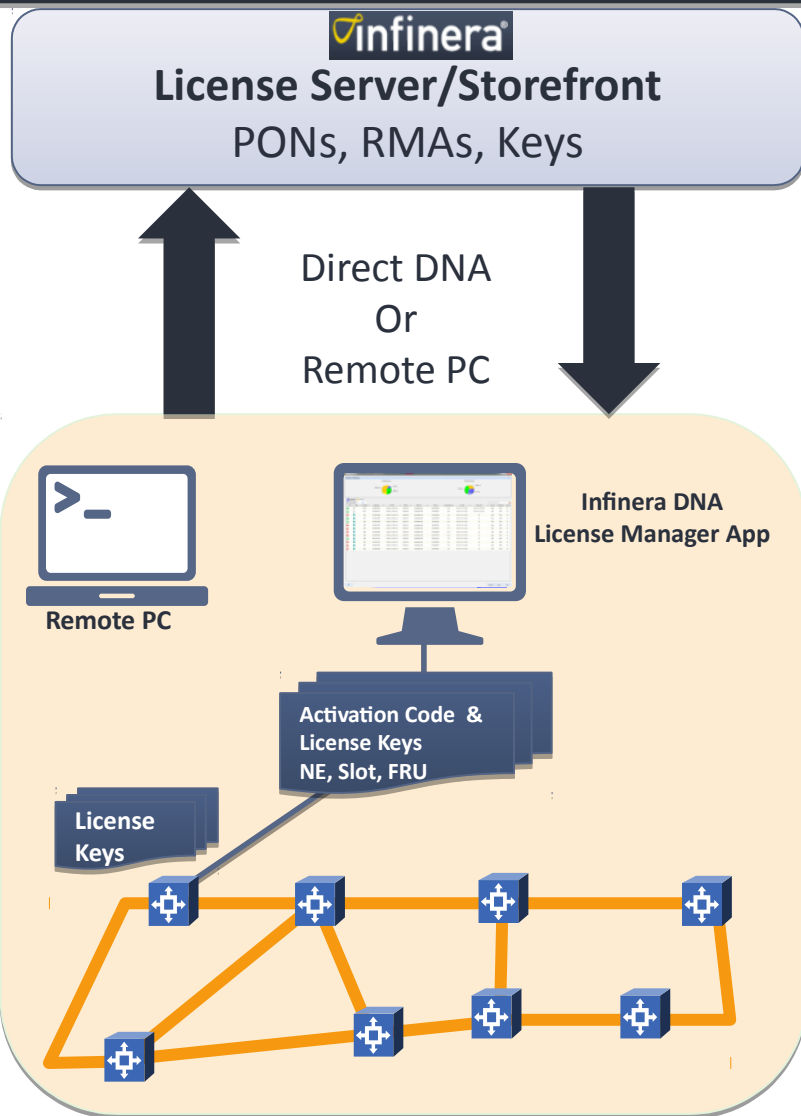 infinera®
License Server/Storefront
PONs, RMAs, Keys
Direct DNA
Or
Remote PC
>_
Remote PC
Infinera DNA
License Manager App
Activation Code &
License Keys
NE, Slot, FRU
License
Keys